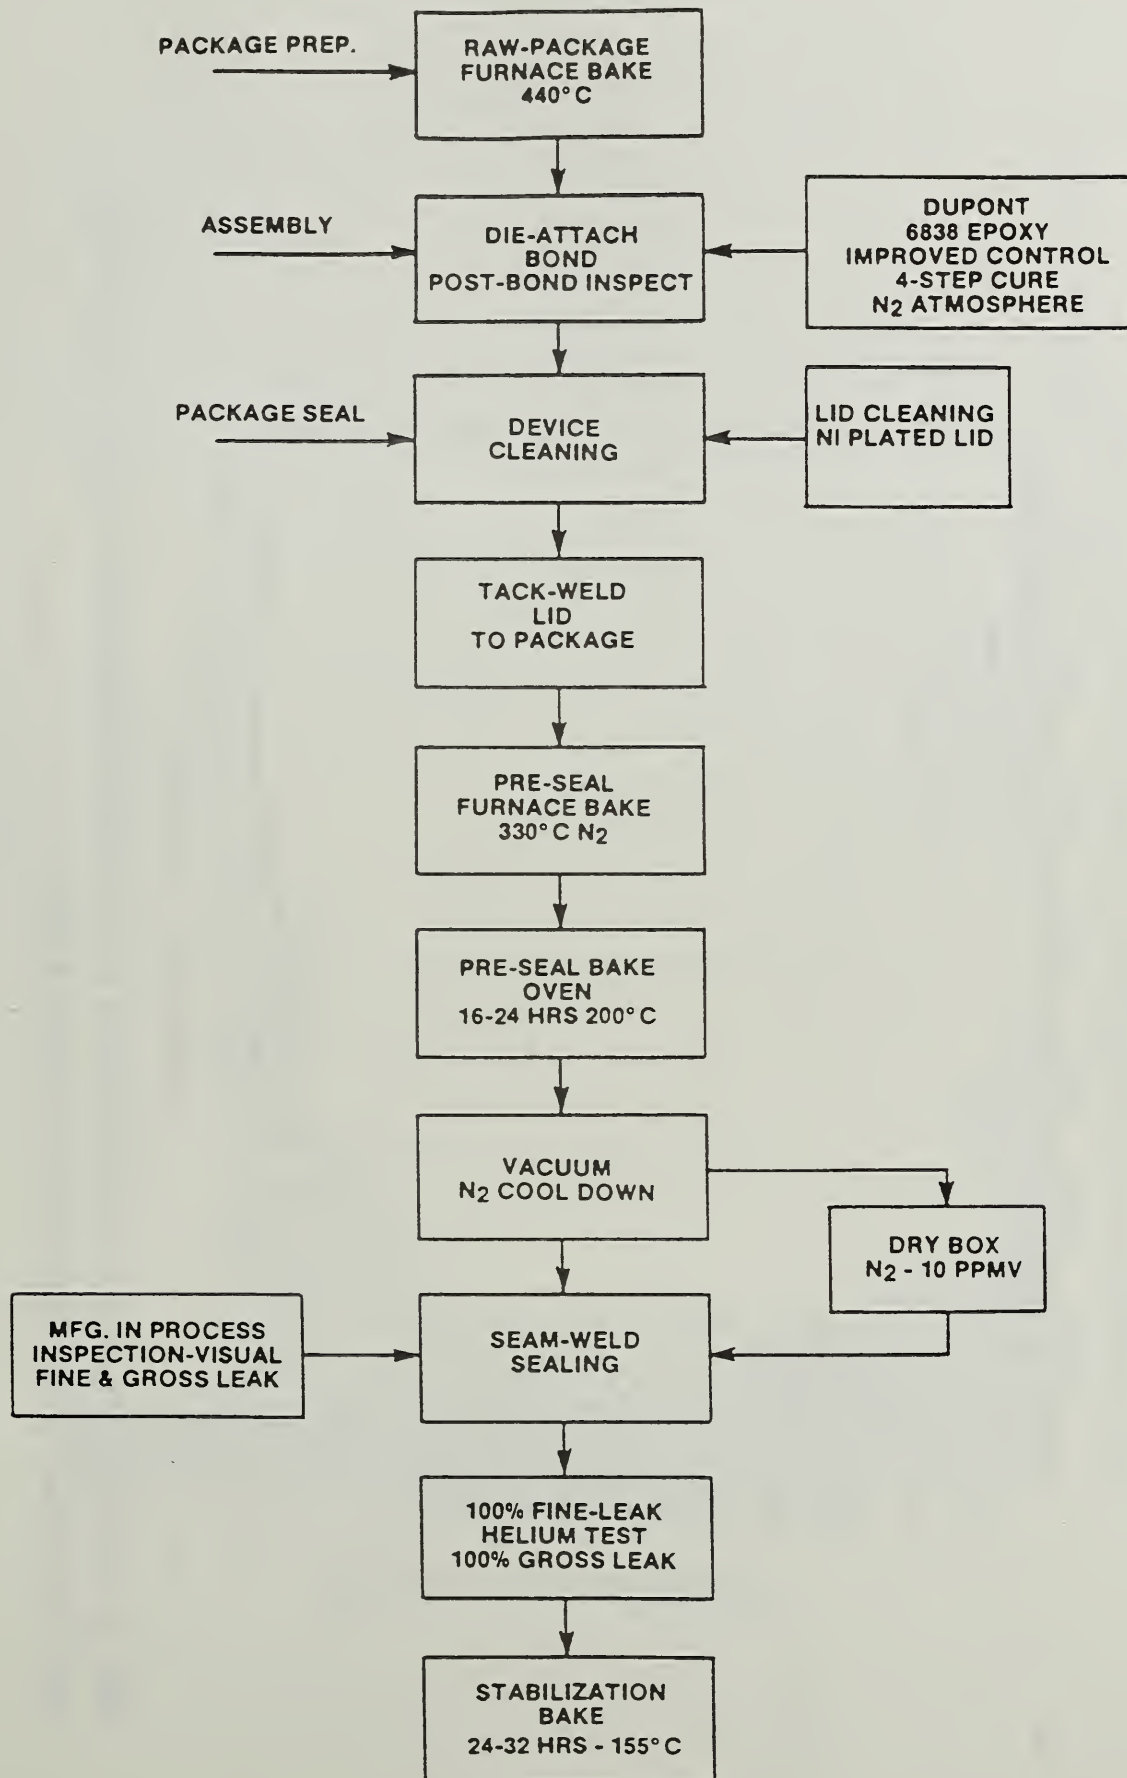 PACKAGE PREP.
RAW-PACKAGE
FURNACE BAKE
440°C
ASSEMBLY
DIE-ATTACH
BOND
POST-BOND INSPECT
DUPONT
6838 EPOXY
IMPROVED CONTROL
4-STEP CURE
N2 ATMOSPHERE
PACKAGE SEAL
DEVICE
CLEANING
LID CLEANING
NI PLATED LID
TACK-WELD
LID
TO PACKAGE
PRE-SEAL
FURNACE BAKE
330°C N2
PRE-SEAL BAKE
OVEN
16-24 HRS 200°C
VACUUM
N2 COOL DOWN
DRY BOX
N2 - 10 PPMV
MFG. IN PROCESS
INSPECTION-VISUAL
FINE & GROSS LEAK
SEAM-WELD
SEALING
100% FINE-LEAK
HELIUM TEST
100% GROSS LEAK
STABILIZATION
BAKE
24-32 HRS - 155°C